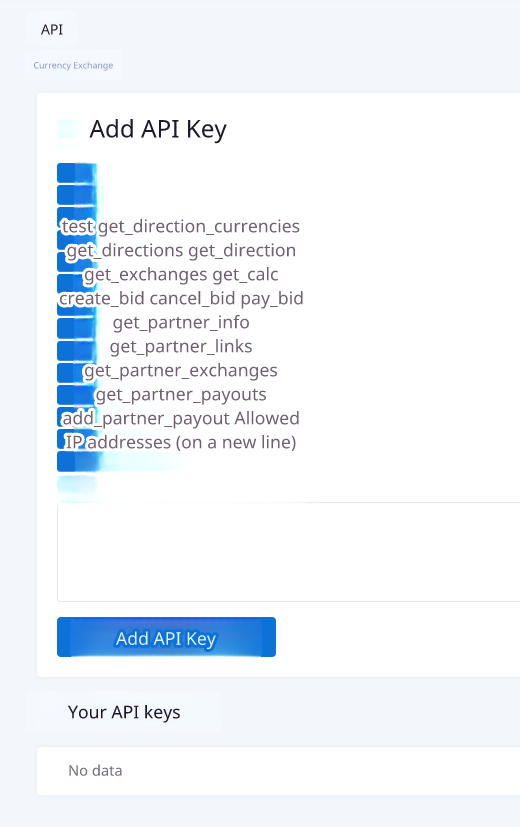 API
Currency Exchange
Add API Key
test get_direction_currencies
get_directions get_direction
get_exchanges get_calc
create_bid cancel_bid pay_bid
get_partner_info
get_partner_links
get_partner_exchanges
get_partner_payouts
add_partner_payout Allowed
IP addresses (on a new line)
Add API Key
Your API keys
No data